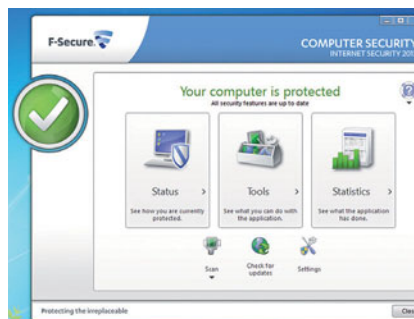 F-Secure.
COMPUTER SECURITY
INTERNET SECURITY
Your computer is protected
All security features are up to date
Status >
Tools >
Statistics >
See how you are currently
protected.
See what you can do with
the application.
See what the application
has done.
Scan
Check for
updates
Settings
Protecting the irreplaceable